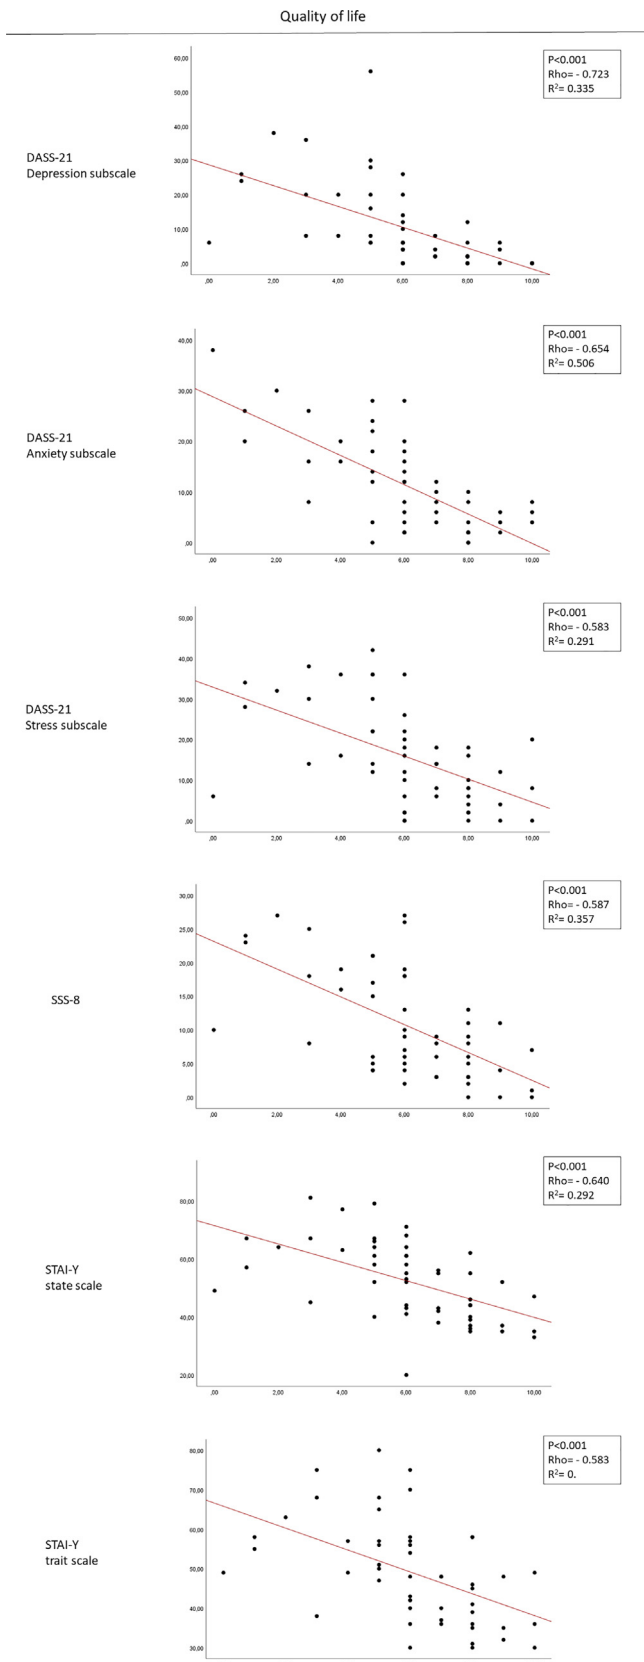 Quality of life
P<0.001
Rho= - 0.723
R²= 0.335
DASS-21
Depression subscale
60,00
50,00
40,00
30,00
20,00
10,00
,00
,00 2,00 4,00 6,00 8,00 10,00
P<0.001
Rho= - 0.654
R²= 0.506
DASS-21
Anxiety subscale
40,00
30,00
20,00
10,00
,00
,00 2,00 4,00 6,00 8,00 10,00
P<0.001
Rho= - 0.583
R²= 0.291
DASS-21
Stress subscale
50,00
40,00
30,00
20,00
10,00
,00
,00 2,00 4,00 6,00 8,00 10,00
P<0.001
Rho= - 0.587
R²= 0.357
SSS-8
30,00
25,00
20,00
15,00
10,00
5,00
,00
,00 2,00 4,00 6,00 8,00 10,00
P<0.001
Rho= - 0.640
R²= 0.292
STAI-Y
state scale
80,00
60,00
40,00
20,00
,00 2,00 4,00 6,00 8,00 10,00
P<0.001
Rho= - 0.583
R²= 0.
STAI-Y
trait scale
80,00
70,00
60,00
50,00
40,00
30,00